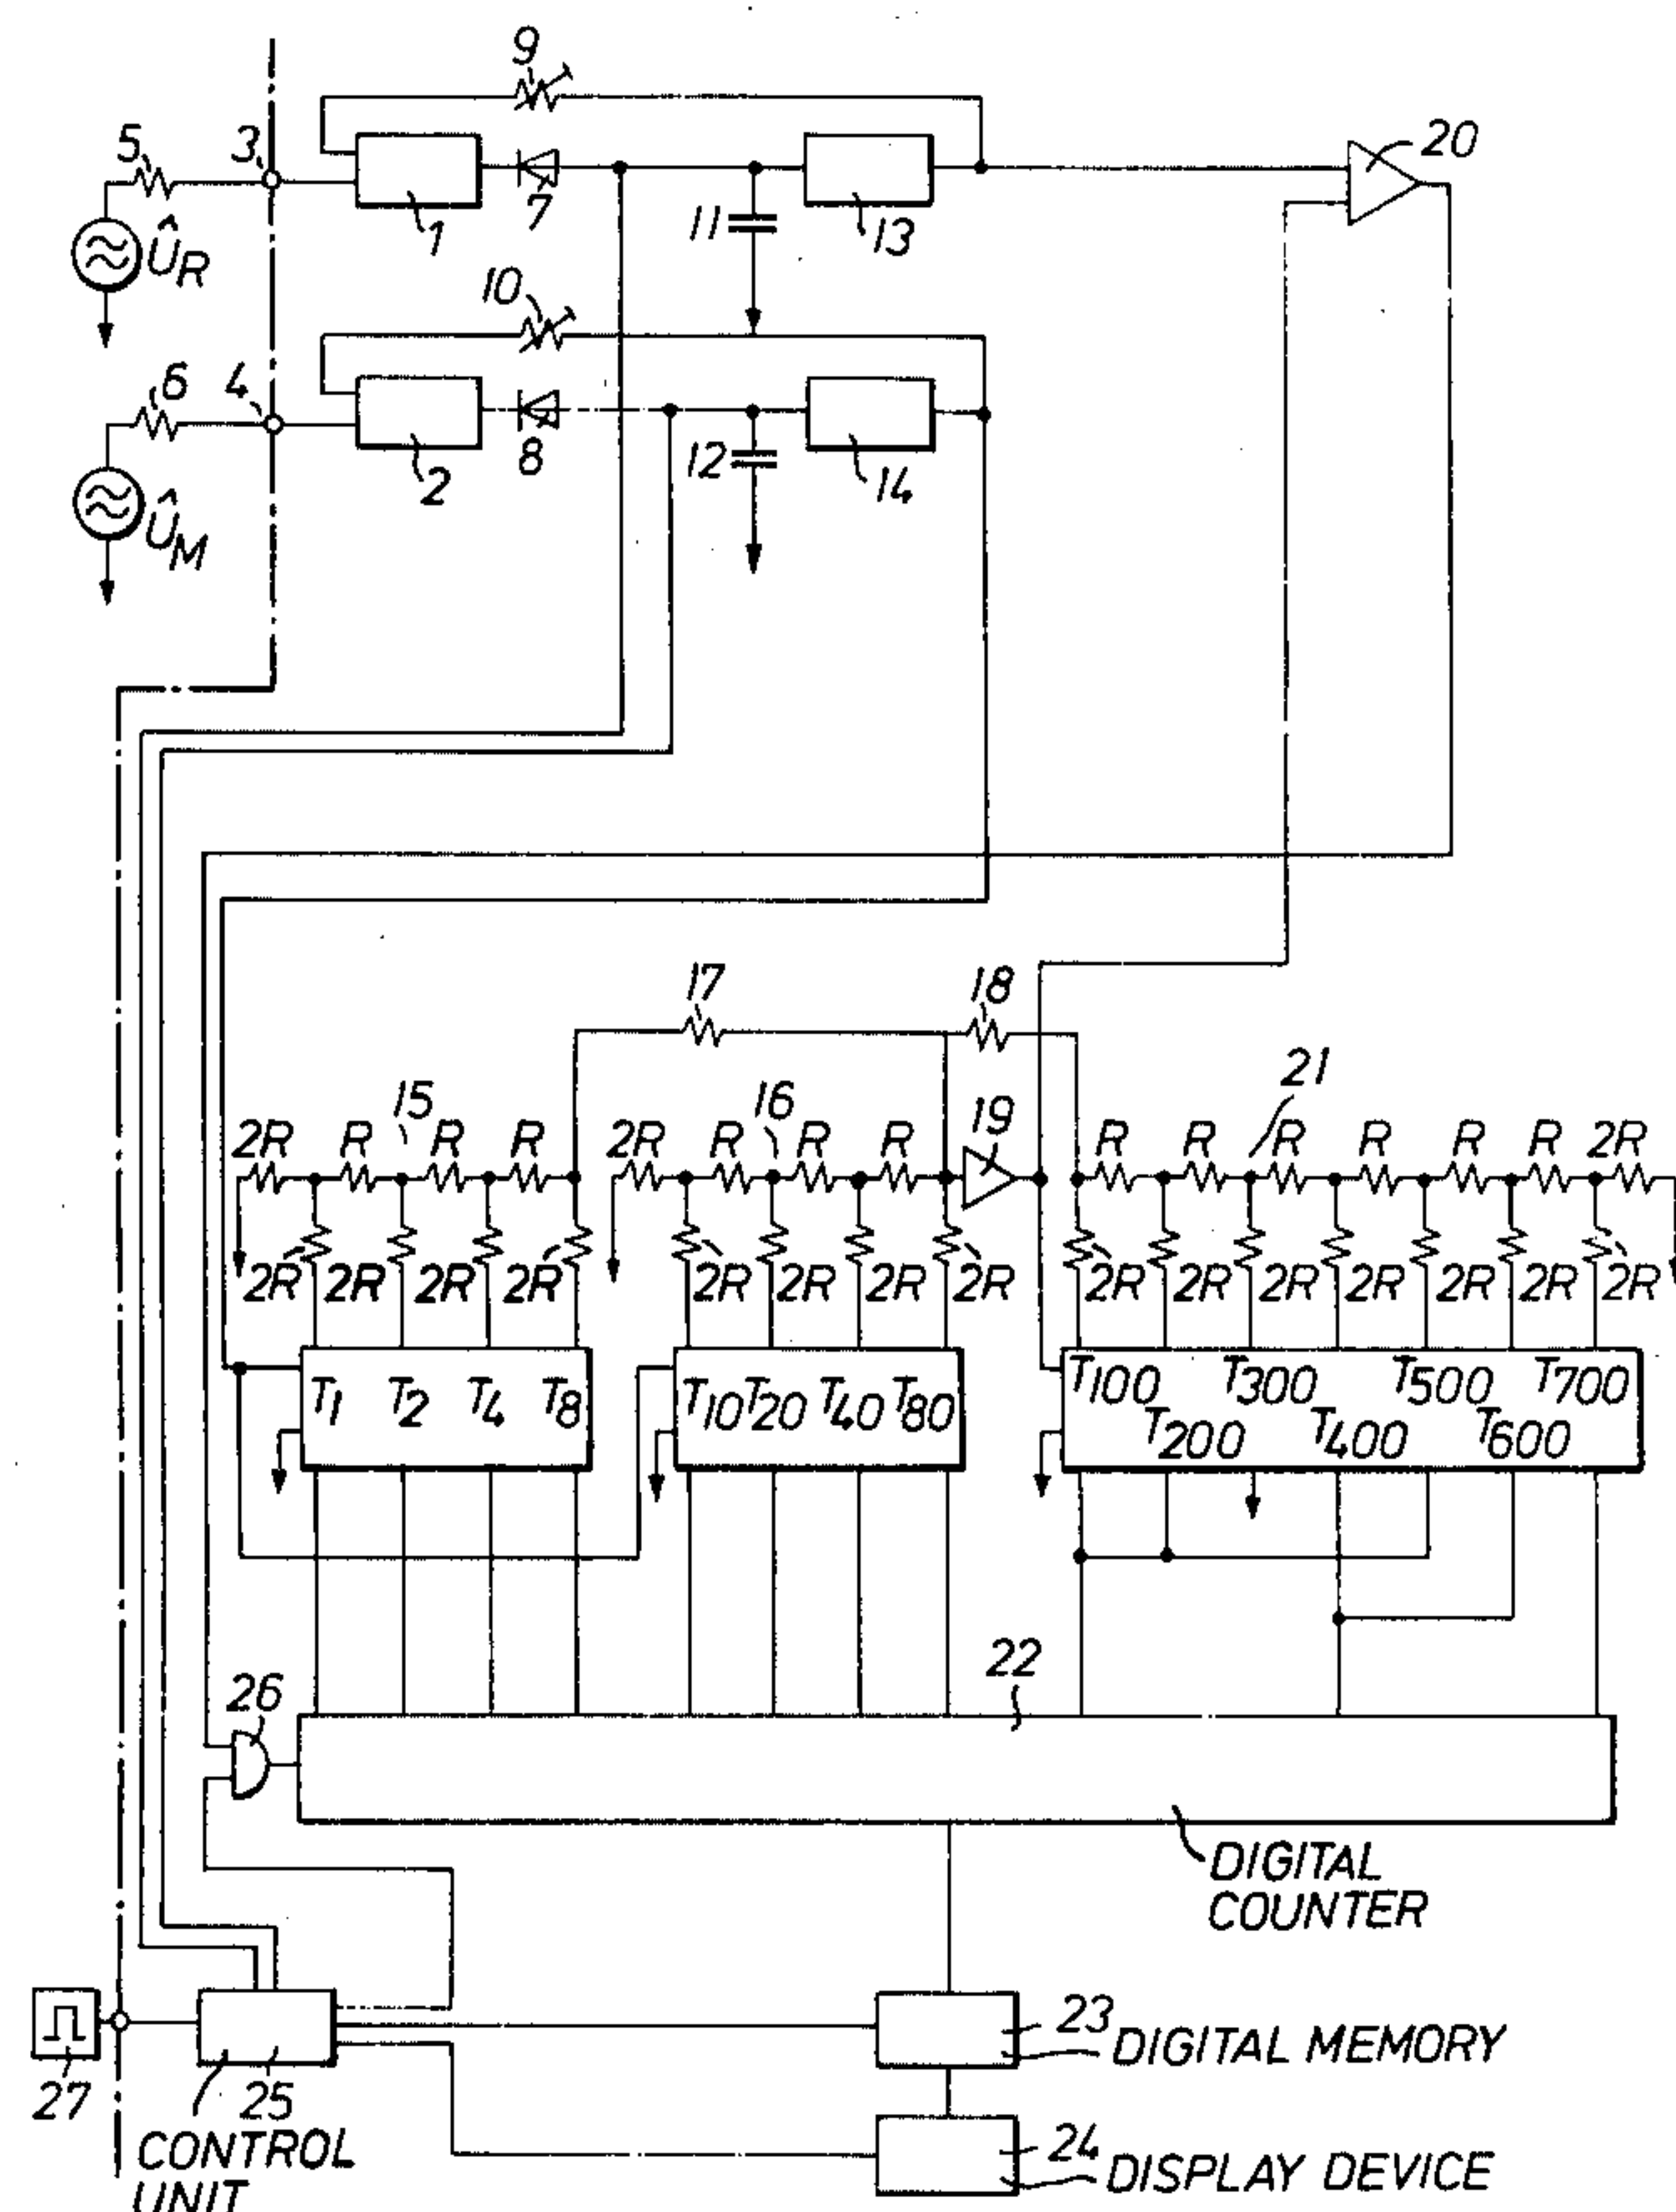 9
5 3 20
Û_R 1 7 11 13
10
6 4
Û_M 2 8 12 14
17 18
15 16 19 21
2R R R R 2R R R R R R R R R R 2R
2R 2R 2R 2R 2R 2R 2R 2R 2R 2R 2R 2R 2R 2R 2R
T1 T2 T4 T8 T10 T20 T40 T80 T100 T300 T500 T700
T200 T400 T600
22
26
DIGITAL
COUNTER
23
DIGITAL MEMORY
27 25
24
CONTROL
UNIT
DISPLAY DEVICE